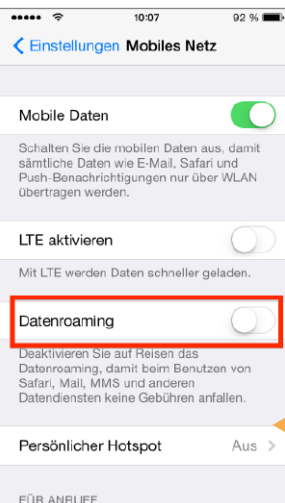 10:07 92 %
Einstellungen Mobiles Netz
Mobile Daten
Schalten Sie die mobilen Daten aus, damit
sämtliche Daten wie E-Mail, Safari und
Push-Benachrichtigungen nur über WLAN
übertragen werden.
LTE aktivieren
Mit LTE werden Daten schneller geladen.
Datenroaming
Deaktivieren Sie auf Reisen das
Datenroaming, damit beim Benutzen von
Safari, Mail, MMS und anderen
Datendiensten keine Gebühren anfallen.
Persönlicher Hotspot Aus
FÜR ANRUFE